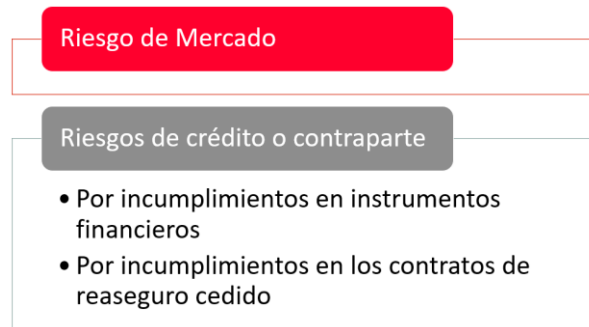 Riesgo de Mercado
Riesgos de crédito o contraparte
• Por incumplimientos en instrumentos
financieros
• Por incumplimientos en los contratos de
reaseguro cedido